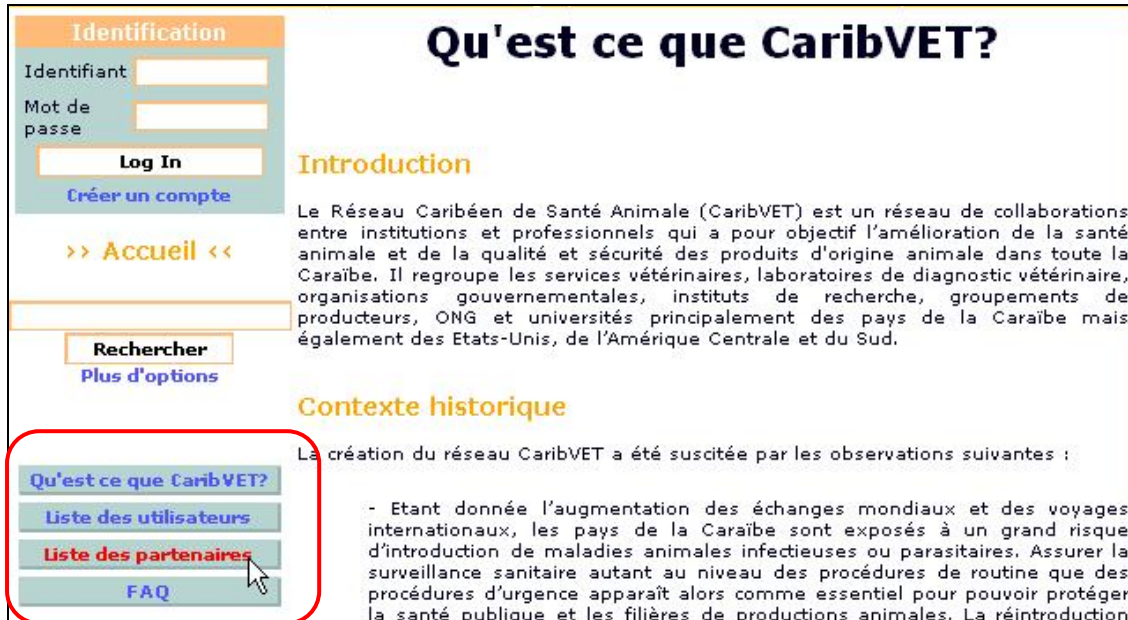 Identification
Identifiant
Mot de
passe
Log In
Créer un compte
>> Accueil <<
Rechercher
Plus d'options
Qu'est ce que CaribVET?
Liste des utilisateurs
Liste des partenaires
FAQ
Qu'est ce que CaribVET?
Introduction
Le Réseau Caribéen de Santé Animale (CaribVET) est un réseau de collaborations
entre institutions et professionnels qui a pour objectif l'amélioration de la santé
animale et de la qualité et sécurité des produits d'origine animale dans toute la
Caraïbe. Il regroupe les services vétérinaires, laboratoires de diagnostic vétérinaire,
organisations gouvernementales, instituts de recherche, groupements de
producteurs, ONG et universités principalement des pays de la Caraïbe mais
également des Etats-Unis, de l'Amérique Centrale et du Sud.
Contexte historique
La création du réseau CaribVET a été suscitée par les observations suivantes :
- Etant donnée l'augmentation des échanges mondiaux et des voyages
internationaux, les pays de la Caraïbe sont exposés à un grand risque
d'introduction de maladies animales infectieuses ou parasitaires. Assurer la
surveillance sanitaire autant au niveau des procédures de routine que des
procédures d'urgence apparaît alors comme essentiel pour pouvoir protéger
la santé publique et les filières de productions animales. La réintroduction